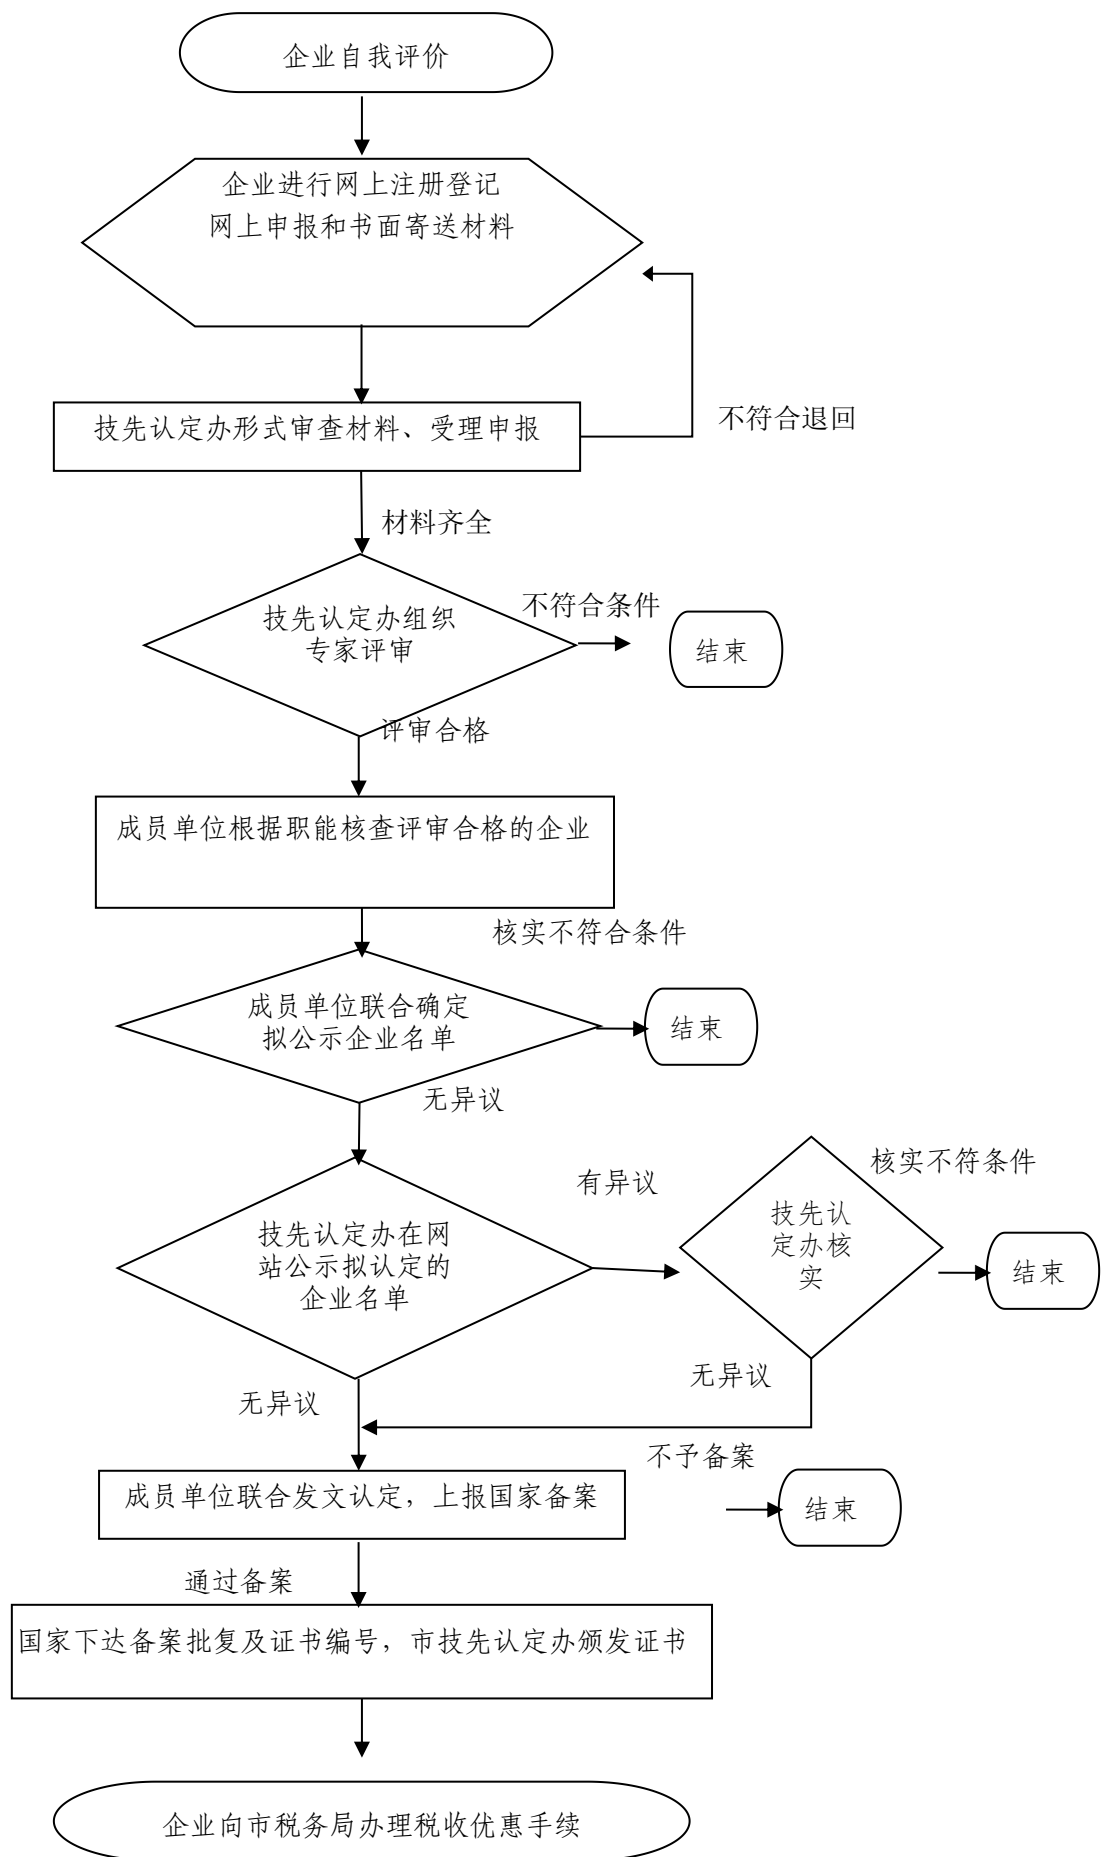 企业自我评价
企业进行网上注册登记
网上申报和书面寄送材料
技先认定办形式审查材料、受理申报
不符合退回
材料齐全
不符合条件
技先认定办组织
专家评审
结束
评审合格
成员单位根据职能核查评审合格的企业
核实不符合条件
成员单位联合确定
拟公示企业名单
结束
无异议
有异议
核实不符条件
技先认定办在网
站公示拟认定的
企业名单
技先认
定办核
实
结束
无异议
无异议
不予备案
成员单位联合发文认定，上报国家备案
结束
通过备案
国家下达备案批复及证书编号，市技先认定办颁发证书
企业向市税务局办理税收优惠手续